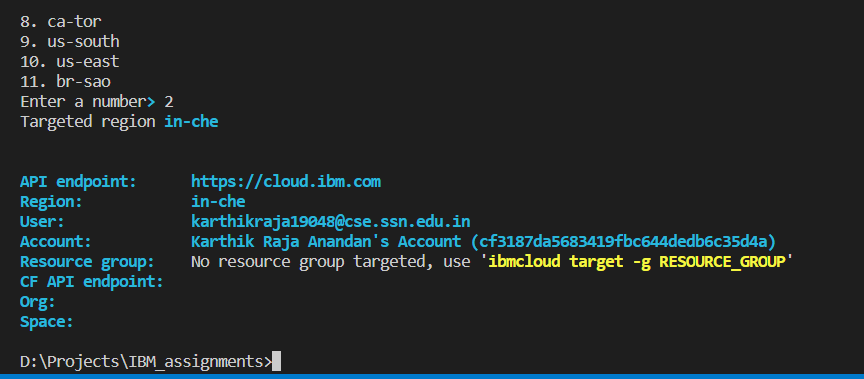 8. ca-tor
9. us-south
10. us-east
11. br-sao
Enter a number> 2
Targeted region in-che
API endpoint: https://cloud.ibm.com
Region: in-che
User: karthikraja19048@cse.ssn.edu.in
Account: Karthik Raja Anandan's Account (cf3187da5683419fbc644dedb6c35d4a)
Resource group: No resource group targeted, use 'ibmcloud target -g RESOURCE_GROUP'
CF API endpoint:
Org:
Space:
D:\Projects\IBM_assignments>